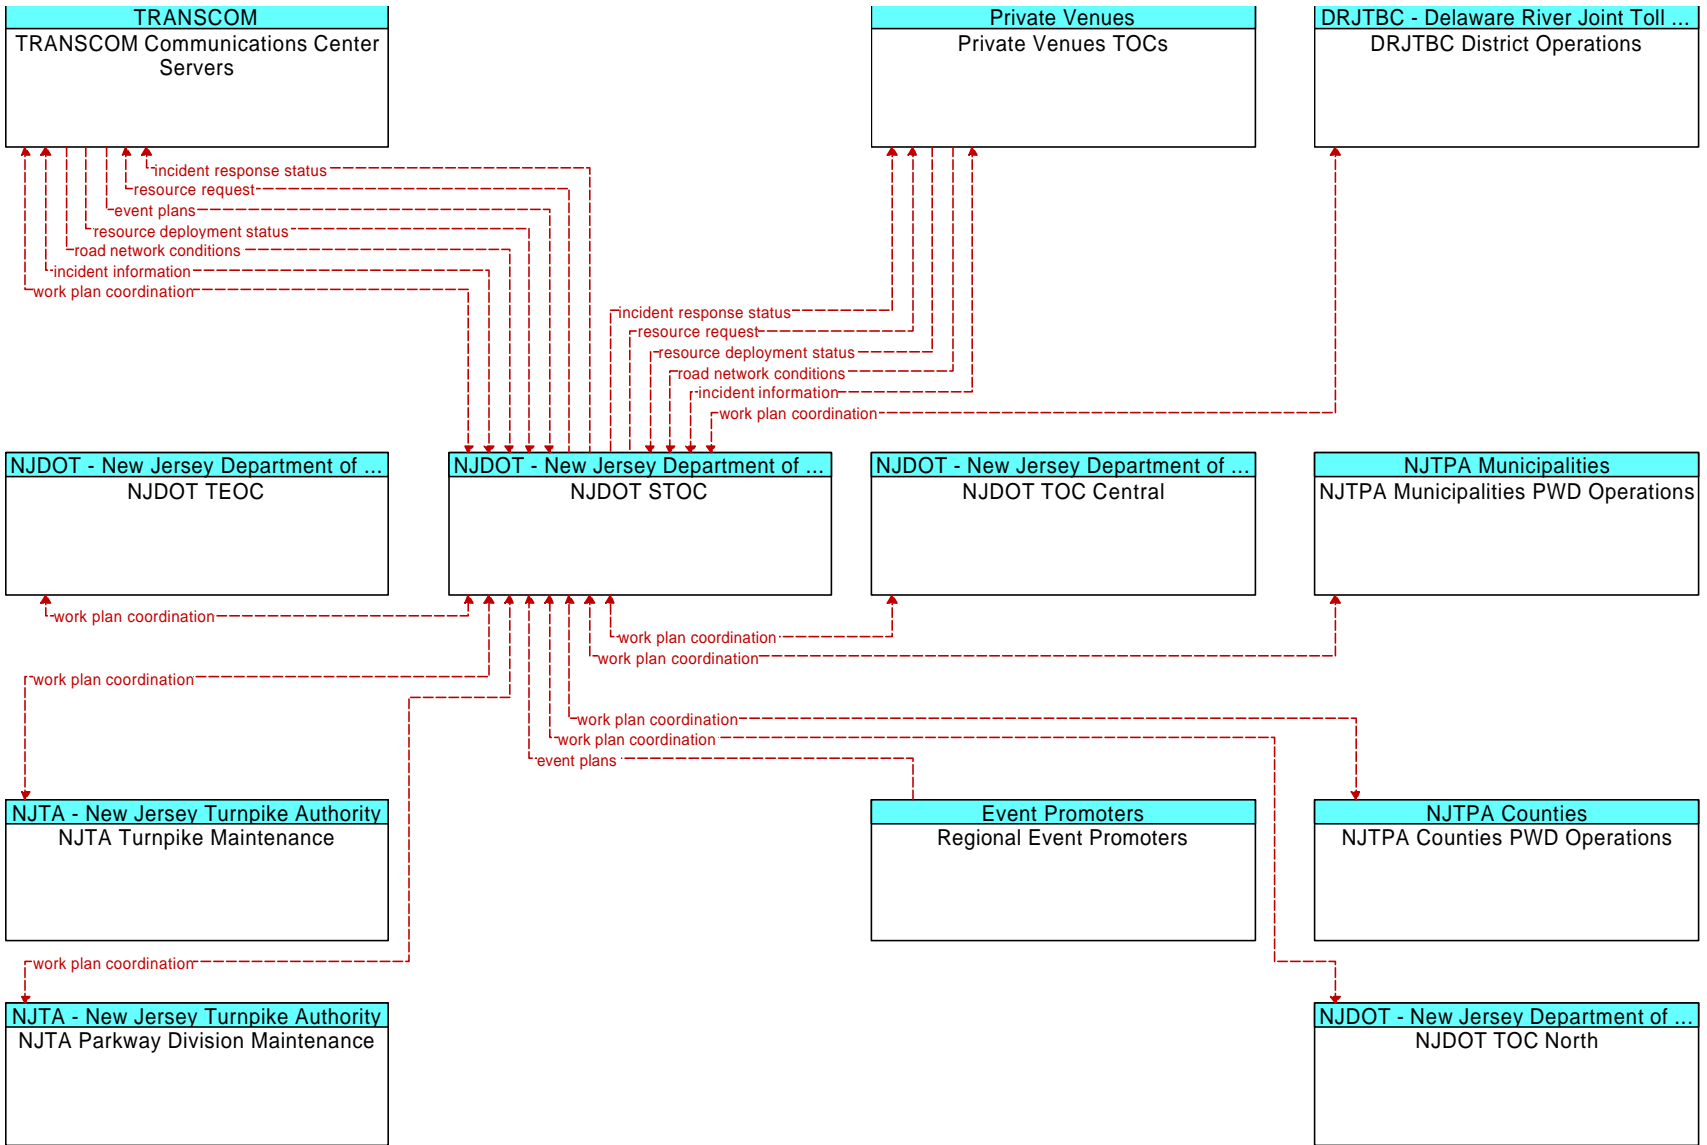 TRANSCOM
TRANSCOM Communications Center
Servers
Private Venues
Private Venues TOCs
DRJTBC - Delaware River Joint Toll ...
DRJTBC District Operations
incident response status
resource request
event plans
resource deployment status
road network conditions
incident information
work plan coordination
incident response status
resource request
resource deployment status
road network conditions
incident information
work plan coordination
NJDOT - New Jersey Department of ...
NJDOT TEOC
NJDOT - New Jersey Department of ...
NJDOT STOC
NJDOT - New Jersey Department of ...
NJDOT TOC Central
NJTPA Municipalities
NJTPA Municipalities PWD Operations
work plan coordination
work plan coordination
work plan coordination
work plan coordination
work plan coordination
work plan coordination
event plans
NJTA - New Jersey Turnpike Authority
NJTA Turnpike Maintenance
Event Promoters
Regional Event Promoters
NJTPA Counties
NJTPA Counties PWD Operations
work plan coordination
NJTA - New Jersey Turnpike Authority
NJTA Parkway Division Maintenance
NJDOT - New Jersey Department of ...
NJDOT TOC North